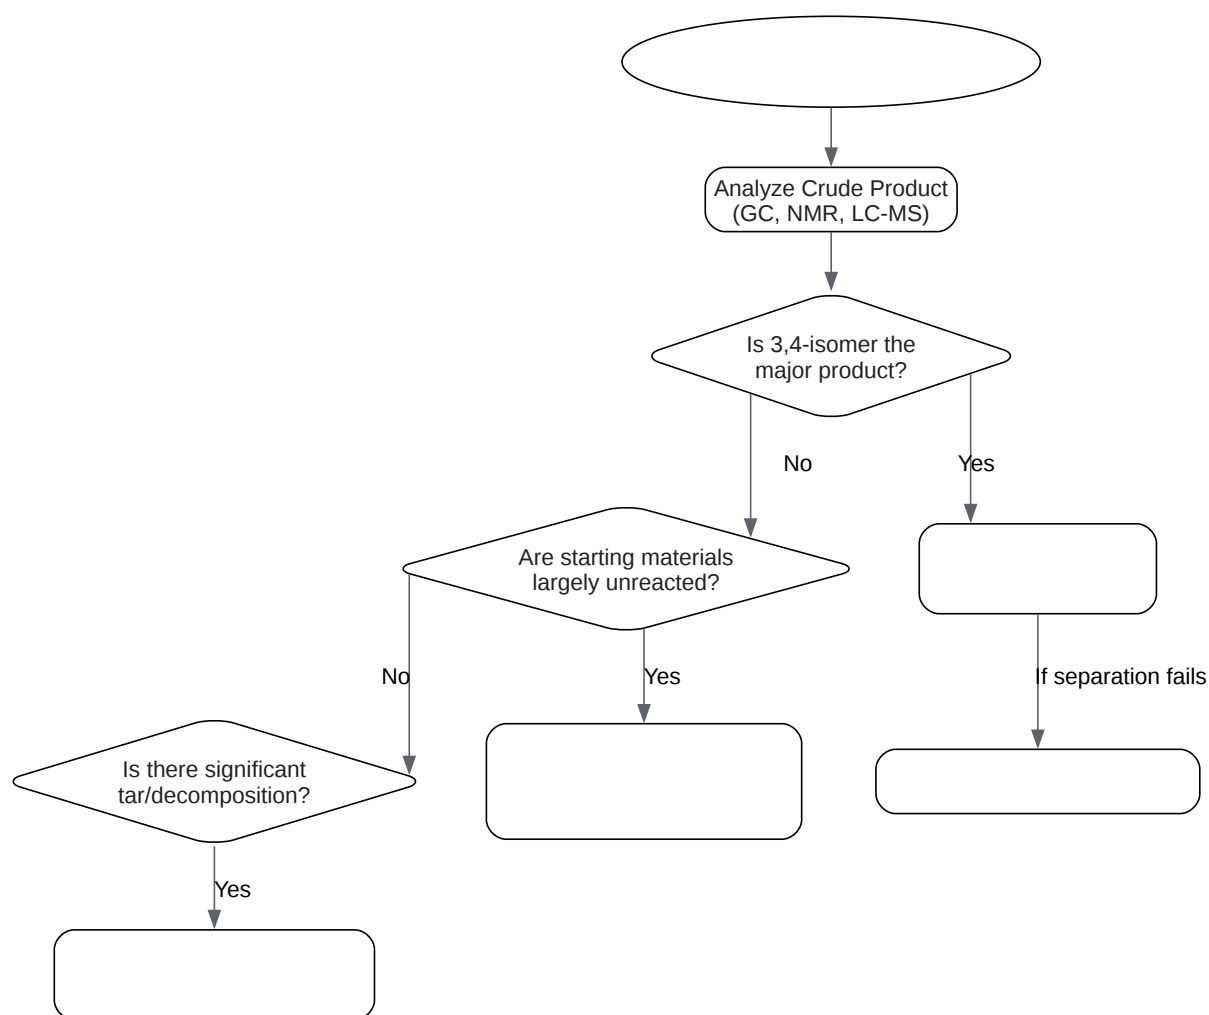 Analyze Crude Product
(GC, NMR, LC-MS)
Is 3,4-isomer the
major product?
No
Yes
Are starting materials
largely unreacted?
No
Yes
If separation fails
Is there significant
tar/decomposition?
Yes